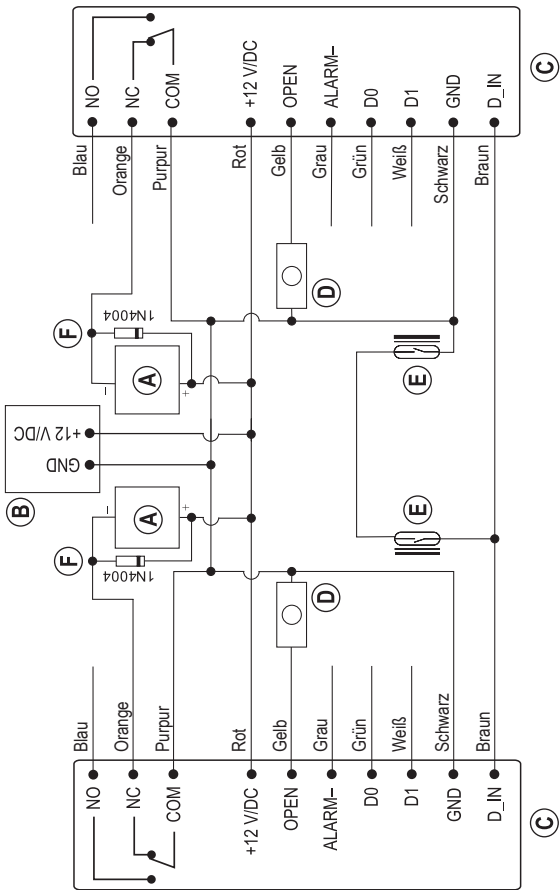 NO
NC
COM
+12 V/DC
OPEN
ALARM–
D0
D1
GND
D_IN
C
Blau
Orange
Purpur
Rot
Gelb
Grau
Grün
Weiß
Schwarz
Braun
F
1N4004
–
A
+
D
E
B
+12 V/DC
GND
–
A
+
F
1N4004
D
E
Blau
Orange
Purpur
Rot
Gelb
Grau
Grün
Weiß
Schwarz
Braun
NO
NC
COM
+12 V/DC
OPEN
ALARM–
D0
D1
GND
D_IN
C